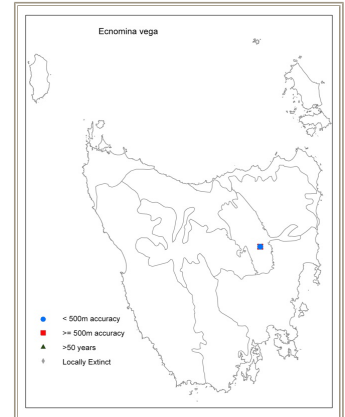 Ecnomina vega
< 500m accuracy
>= 500m accuracy
>50 years
Locally Extinct